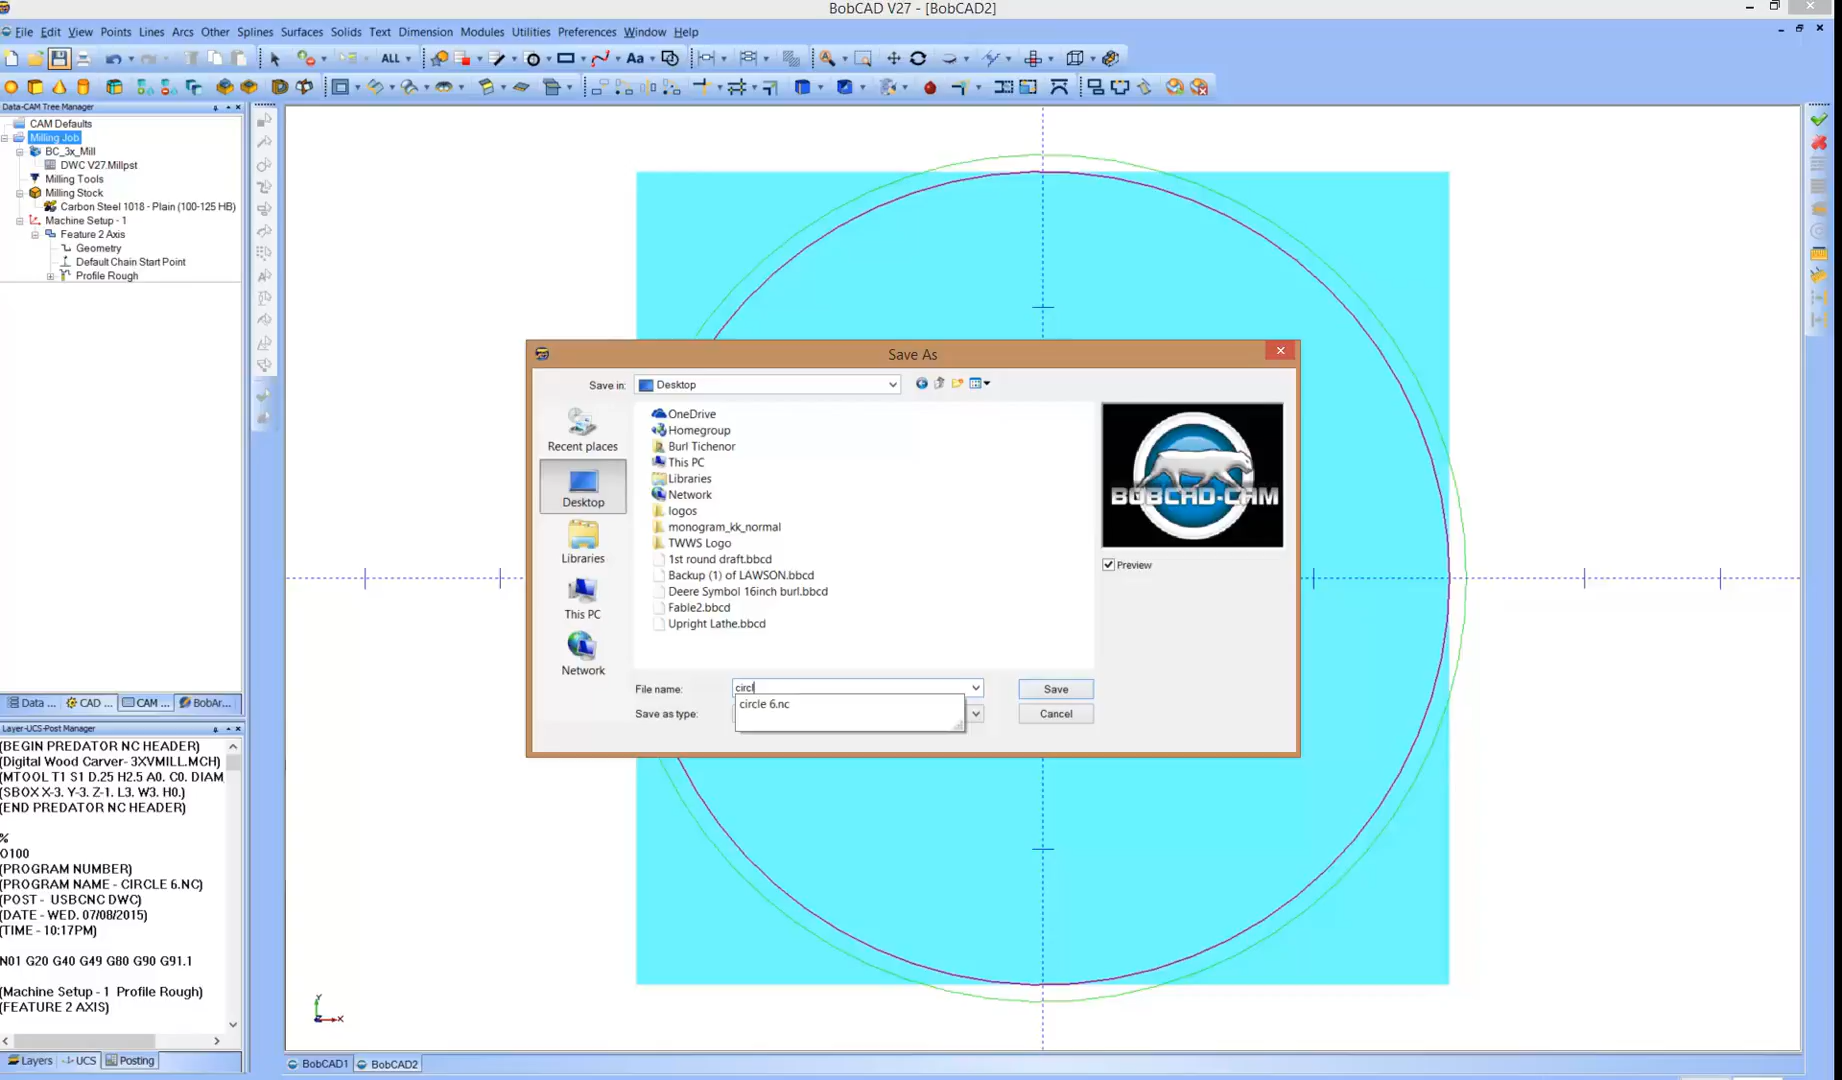 BobCAD V27 - [BobCAD2]
File Edit View Points Lines Arcs Other Splines Surfaces Solids Text Dimension Modules Utilities Preferences Window Help
ALL
Aa
Data-CAM Tree Manager
CAM Defaults
Milling Job
BC_3x_Mill
DWC V27.Millpst
Milling Tools
Milling Stock
Carbon Steel 1018 - Plain (100-125 HB)
Machine Setup - 1
Feature 2 Axis
Geometry
Default Chain Start Point
Profile Rough
Data ... CAD ... CAM ... BobAr...
Layer-UCS-Post Manager
(BEGIN PREDATOR NC HEADER)
(Digital Wood Carver- 3XVMILL.MCH)
(MTOOL T1 S1 D.25 H2.5 A0. C0. DIAM
(SBOX X-3. Y-3. Z-1. L3. W3. H0.)
(END PREDATOR NC HEADER)
%
O100
(PROGRAM NUMBER)
(PROGRAM NAME - CIRCLE 6.NC)
(POST - USBCNC DWC)
(DATE - WED. 07/08/2015)
(TIME - 10:17PM)
N01 G20 G40 G49 G80 G90 G91.1
(Machine Setup - 1 Profile Rough)
(FEATURE 2 AXIS)
Layers UCS Posting
Save As
Save in: Desktop
Recent places
Desktop
Libraries
This PC
Network
OneDrive
Homegroup
Burl Tichenor
This PC
Libraries
Network
logos
monogram_kk_normal
TWWS Logo
1st round draft.bbcd
Backup (1) of LAWSON.bbcd
Deere Symbol 16inch burl.bbcd
Fable2.bbcd
Upright Lathe.bbcd
BOBCAD-CAM
Preview
File name: circl
Save
circle 6.nc
Save as type:
Cancel
Y
X
BobCAD1 BobCAD2